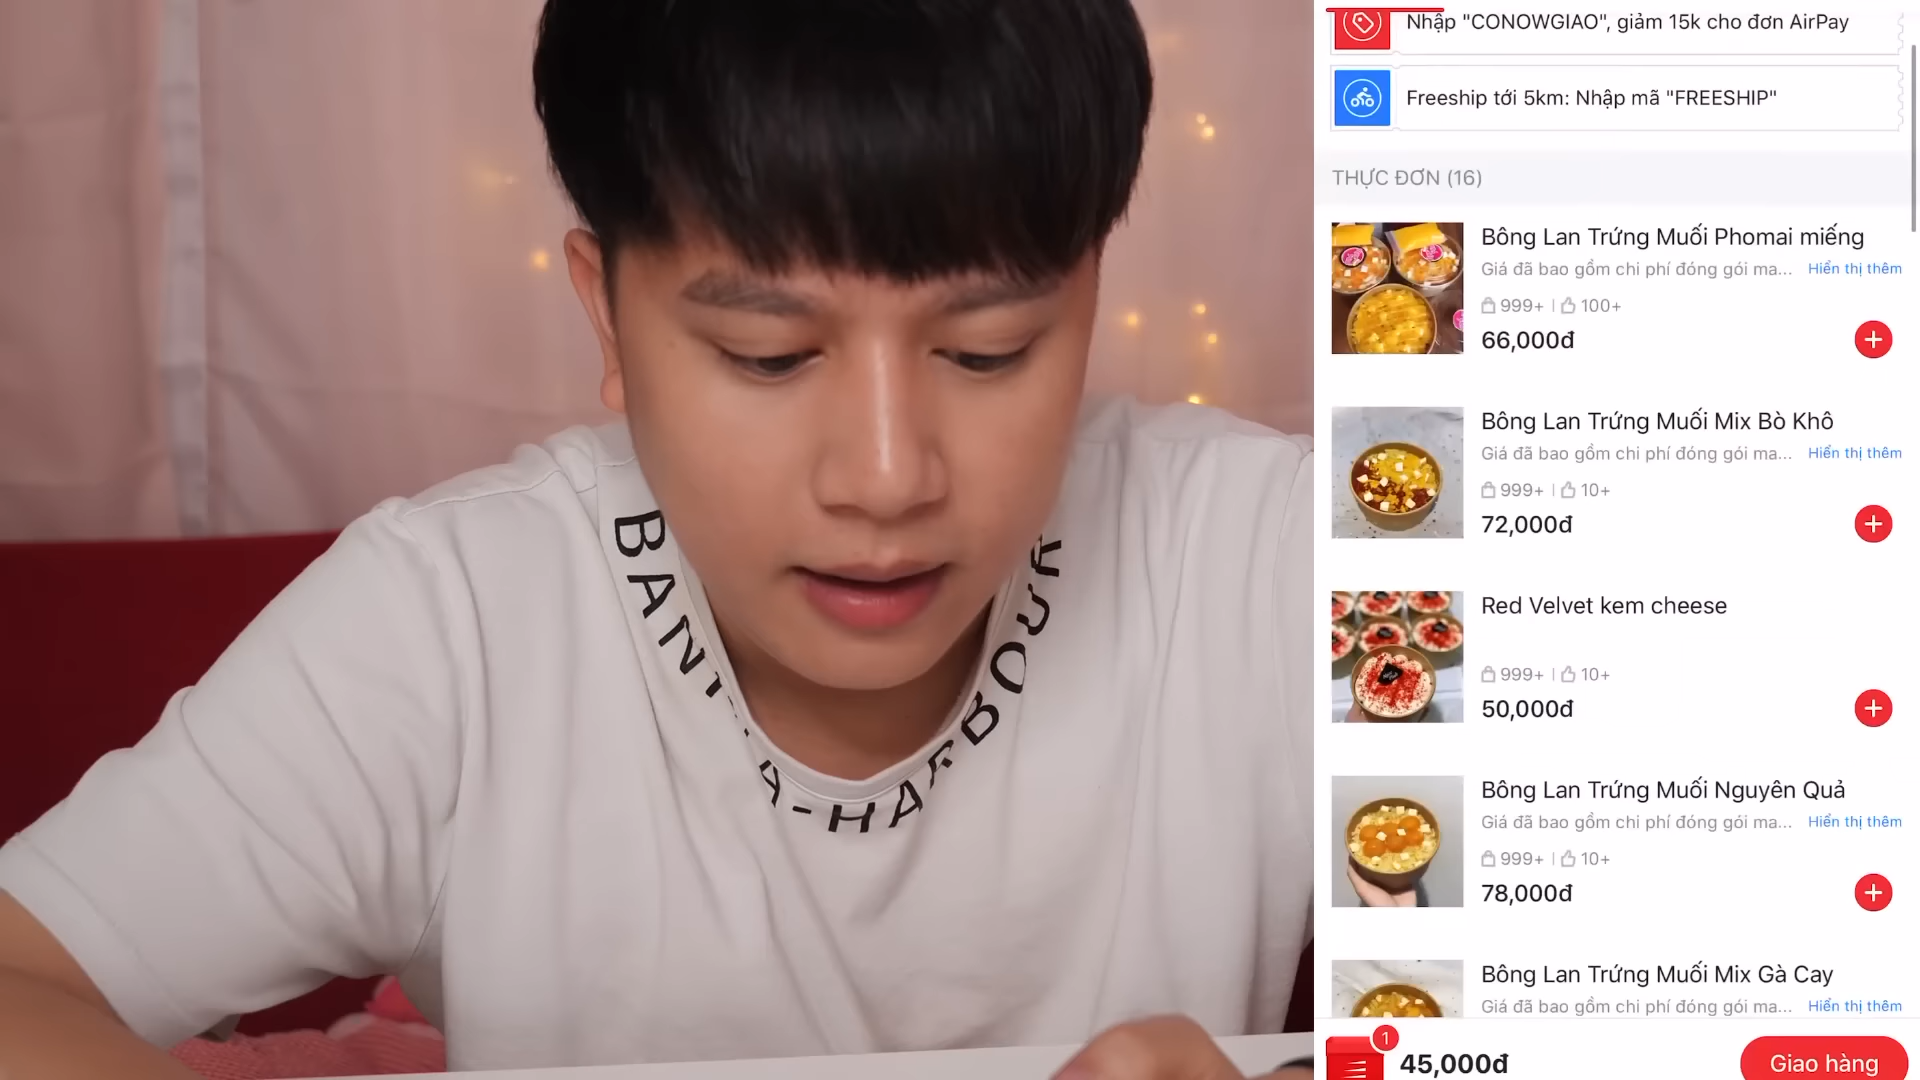 Nhập "CONOWGIAO", giảm 15k cho đơn AirPay
Freeship tới 5km: Nhập mã "FREESHIP"
THỰC ĐƠN (16)
Bông Lan Trứng Muối Phomai miếng
Giá đã bao gồm chi phí đóng gói ma... Hiển thị thêm
999+ 100+
66,000đ
Bông Lan Trứng Muối Mix Bò Khô
Giá đã bao gồm chi phí đóng gói ma... Hiển thị thêm
999+ 10+
72,000đ
Red Velvet kem cheese
999+ 10+
50,000đ
Bông Lan Trứng Muối Nguyên Quả
Giá đã bao gồm chi phí đóng gói ma... Hiển thị thêm
999+ 10+
78,000đ
Bông Lan Trứng Muối Mix Gà Cay
Giá đã bao gồm chi phí đóng gói ma... Hiển thị thêm
1
45,000đ
Giao hàng